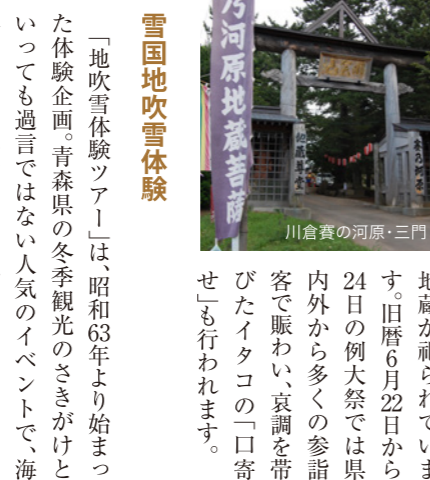 乃河原地蔵菩薩
川倉賽の河原・三門
地蔵が祀られていま
す。旧暦6月22日から
24日の例大祭では県
内外から多くの参詣
客で賑わい、哀調を帯
びたイタコの「口寄
せ」も行われます。
雪国地吹雪体験
「地吹雪体験ツアー」は、昭和63年より始まっ
た体験企画。青森県の冬季観光のさきがけと
いっても過言ではない人気のイベントで、海